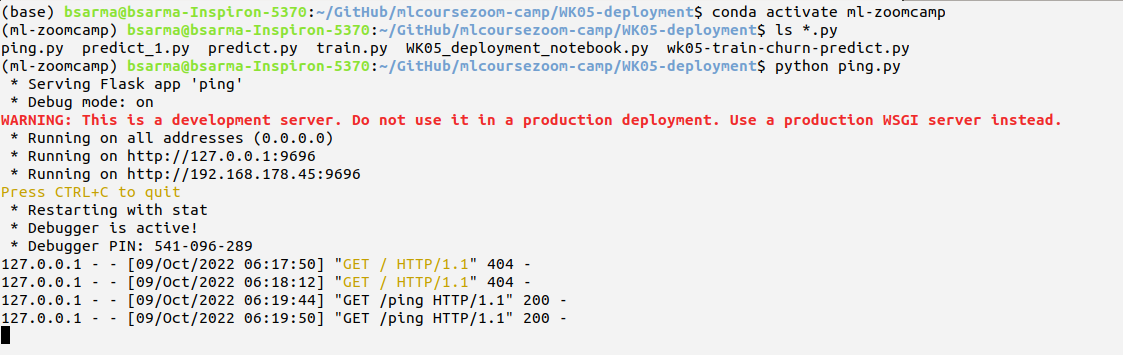 (base) bsarma@bsarma-Inspiron-5370:~/GitHub/mlcoursezoom-camp/WK05-deployment$ conda activate ml-zoomcamp
(ml-zoomcamp) bsarma@bsarma-Inspiron-5370:~/GitHub/mlcoursezoom-camp/WK05-deployment$ ls *.py
ping.py  predict_1.py  predict.py  train.py  WK05_deployment_notebook.py  wk05-train-churn-predict.py
(ml-zoomcamp) bsarma@bsarma-Inspiron-5370:~/GitHub/mlcoursezoom-camp/WK05-deployment$ python ping.py
 * Serving Flask app 'ping'
 * Debug mode: on
WARNING: This is a development server. Do not use it in a production deployment. Use a production WSGI server instead.
 * Running on all addresses (0.0.0.0)
 * Running on http://127.0.0.1:9696
 * Running on http://192.168.178.45:9696
Press CTRL+C to quit
 * Restarting with stat
 * Debugger is active!
 * Debugger PIN: 541-096-289
127.0.0.1 - - [09/Oct/2022 06:17:50] "GET / HTTP/1.1" 404 -
127.0.0.1 - - [09/Oct/2022 06:18:12] "GET / HTTP/1.1" 404 -
127.0.0.1 - - [09/Oct/2022 06:19:44] "GET /ping HTTP/1.1" 200 -
127.0.0.1 - - [09/Oct/2022 06:19:50] "GET /ping HTTP/1.1" 200 -